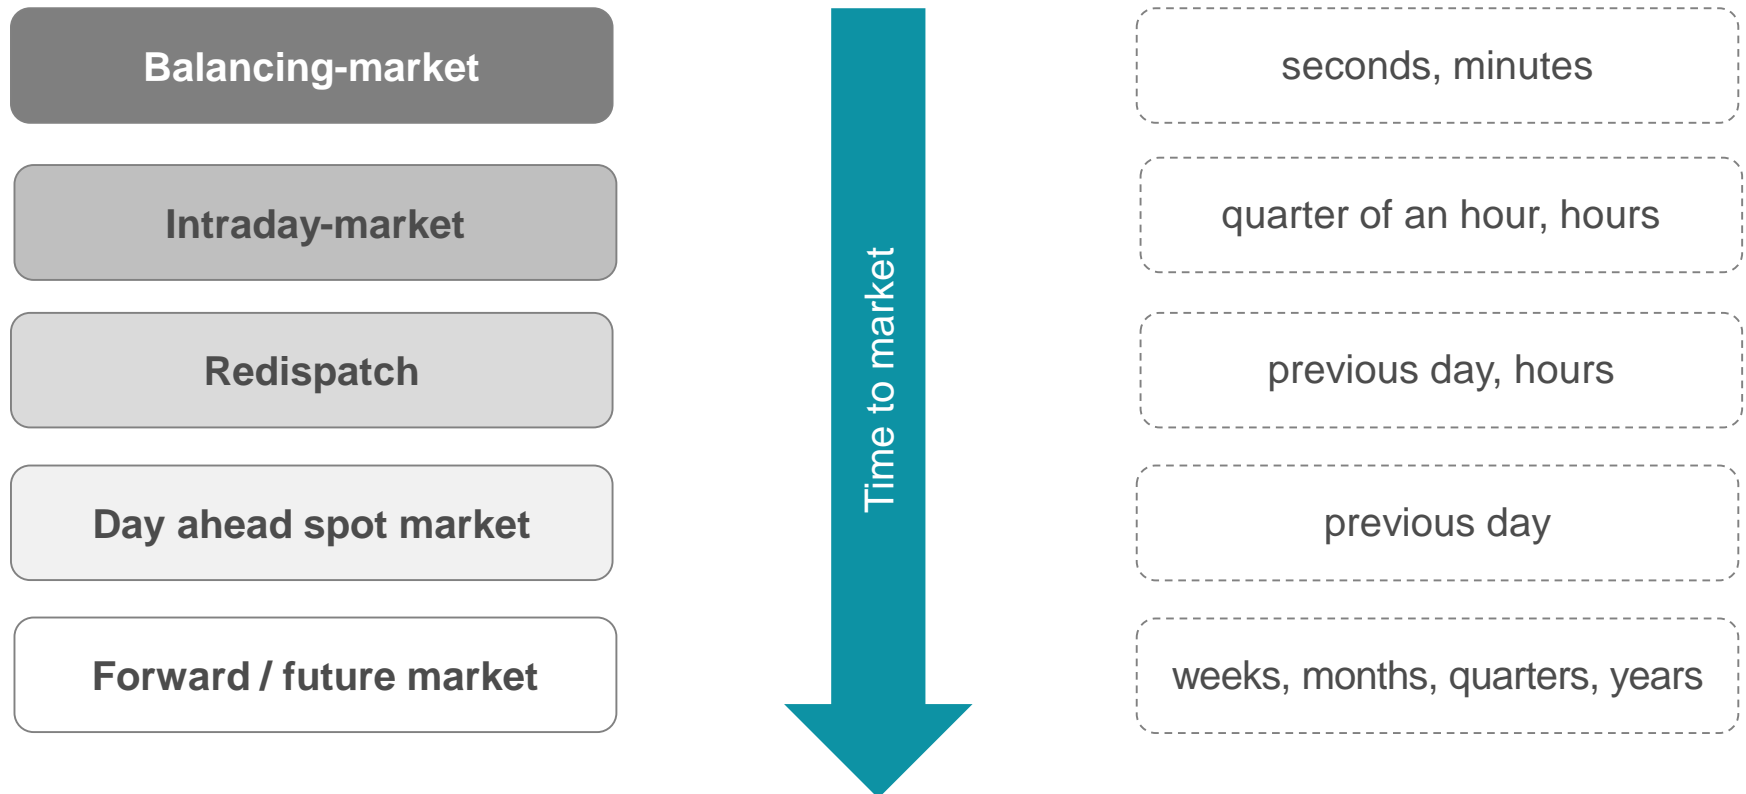 Balancing-market
seconds, minutes
Intraday-market
quarter of an hour, hours
Time to market
Redispatch
previous day, hours
Day ahead spot market
previous day
Forward / future market
weeks, months, quarters, years